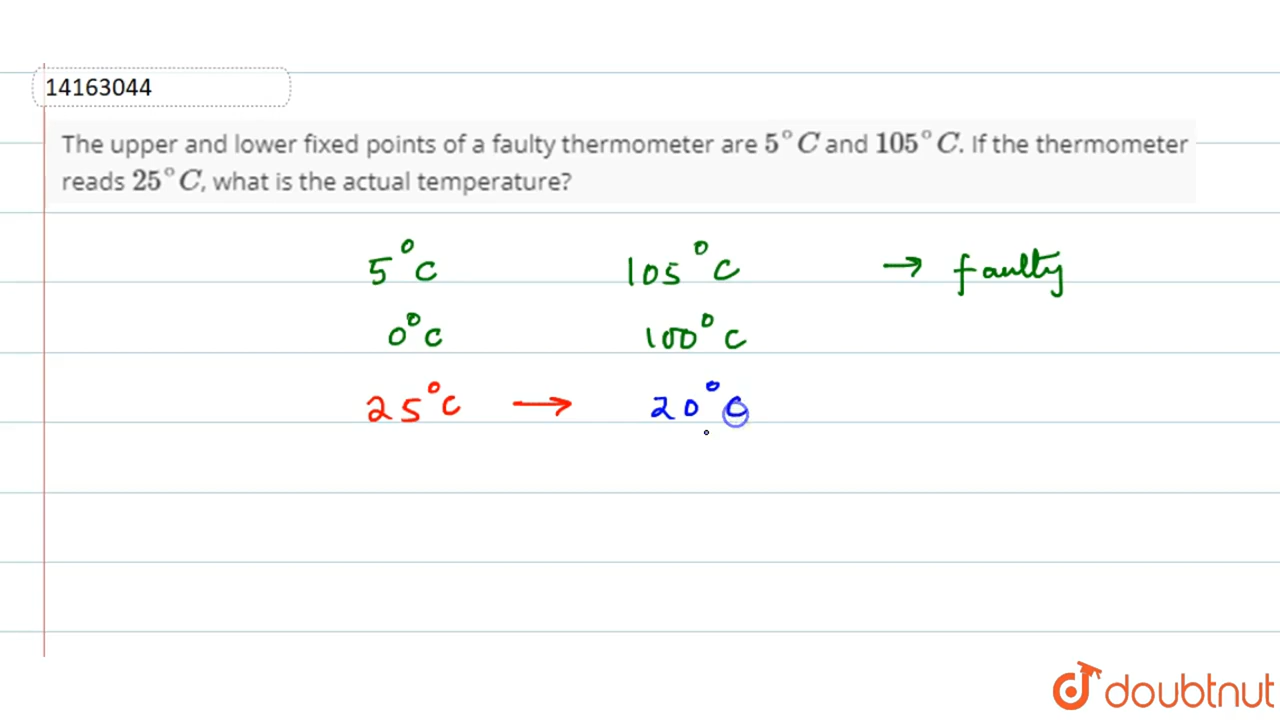 14163044
The upper and lower fixed points of a faulty thermometer are 5°C and 105°C. If the thermometer
reads 25°C, what is the actual temperature?
5°C 105°C → faulty
0°C 100°C
25°C → 20°C
doubtnut